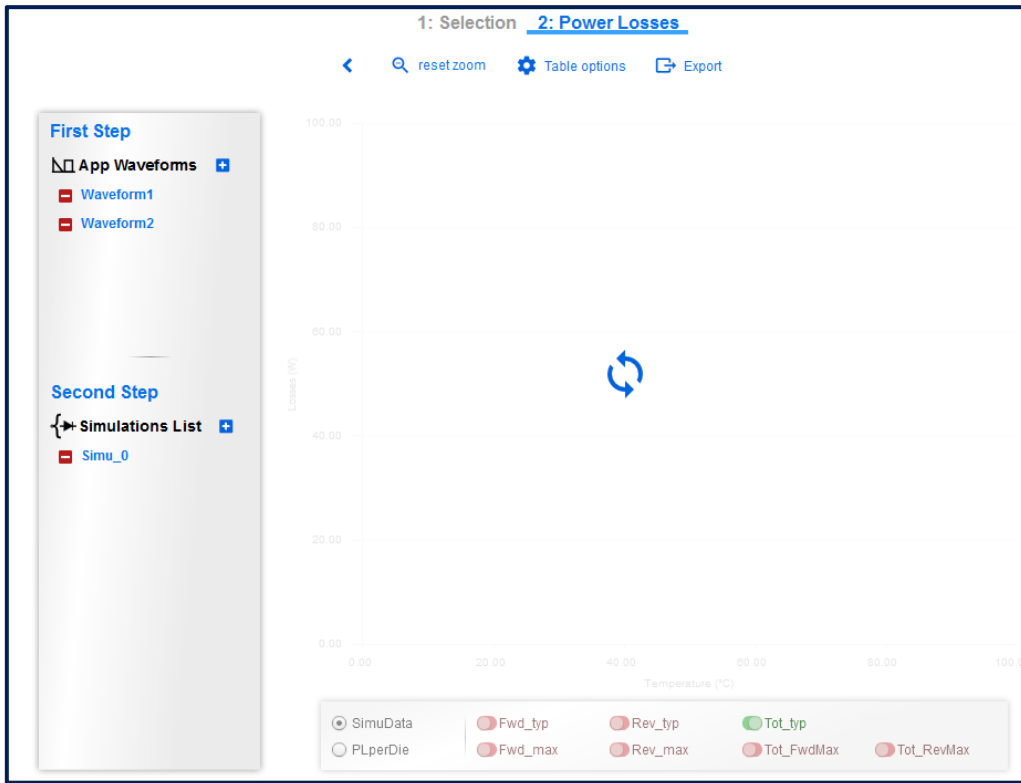 1: Selection 2: Power Losses
reset zoom Table options Export
First Step
App Waveforms
Waveform1
Waveform2
Second Step
Simulations List
Simu_0
100.00
80.00
60.00
40.00
20.00
0.00
Losses (W)
0.00 20.00 40.00 60.00 80.00 100.0
Temperature (°C)
SimuData Fwd_typ Rev_typ Tot_typ
PLperDie Fwd_max Rev_max Tot_FwdMax Tot_RevMax